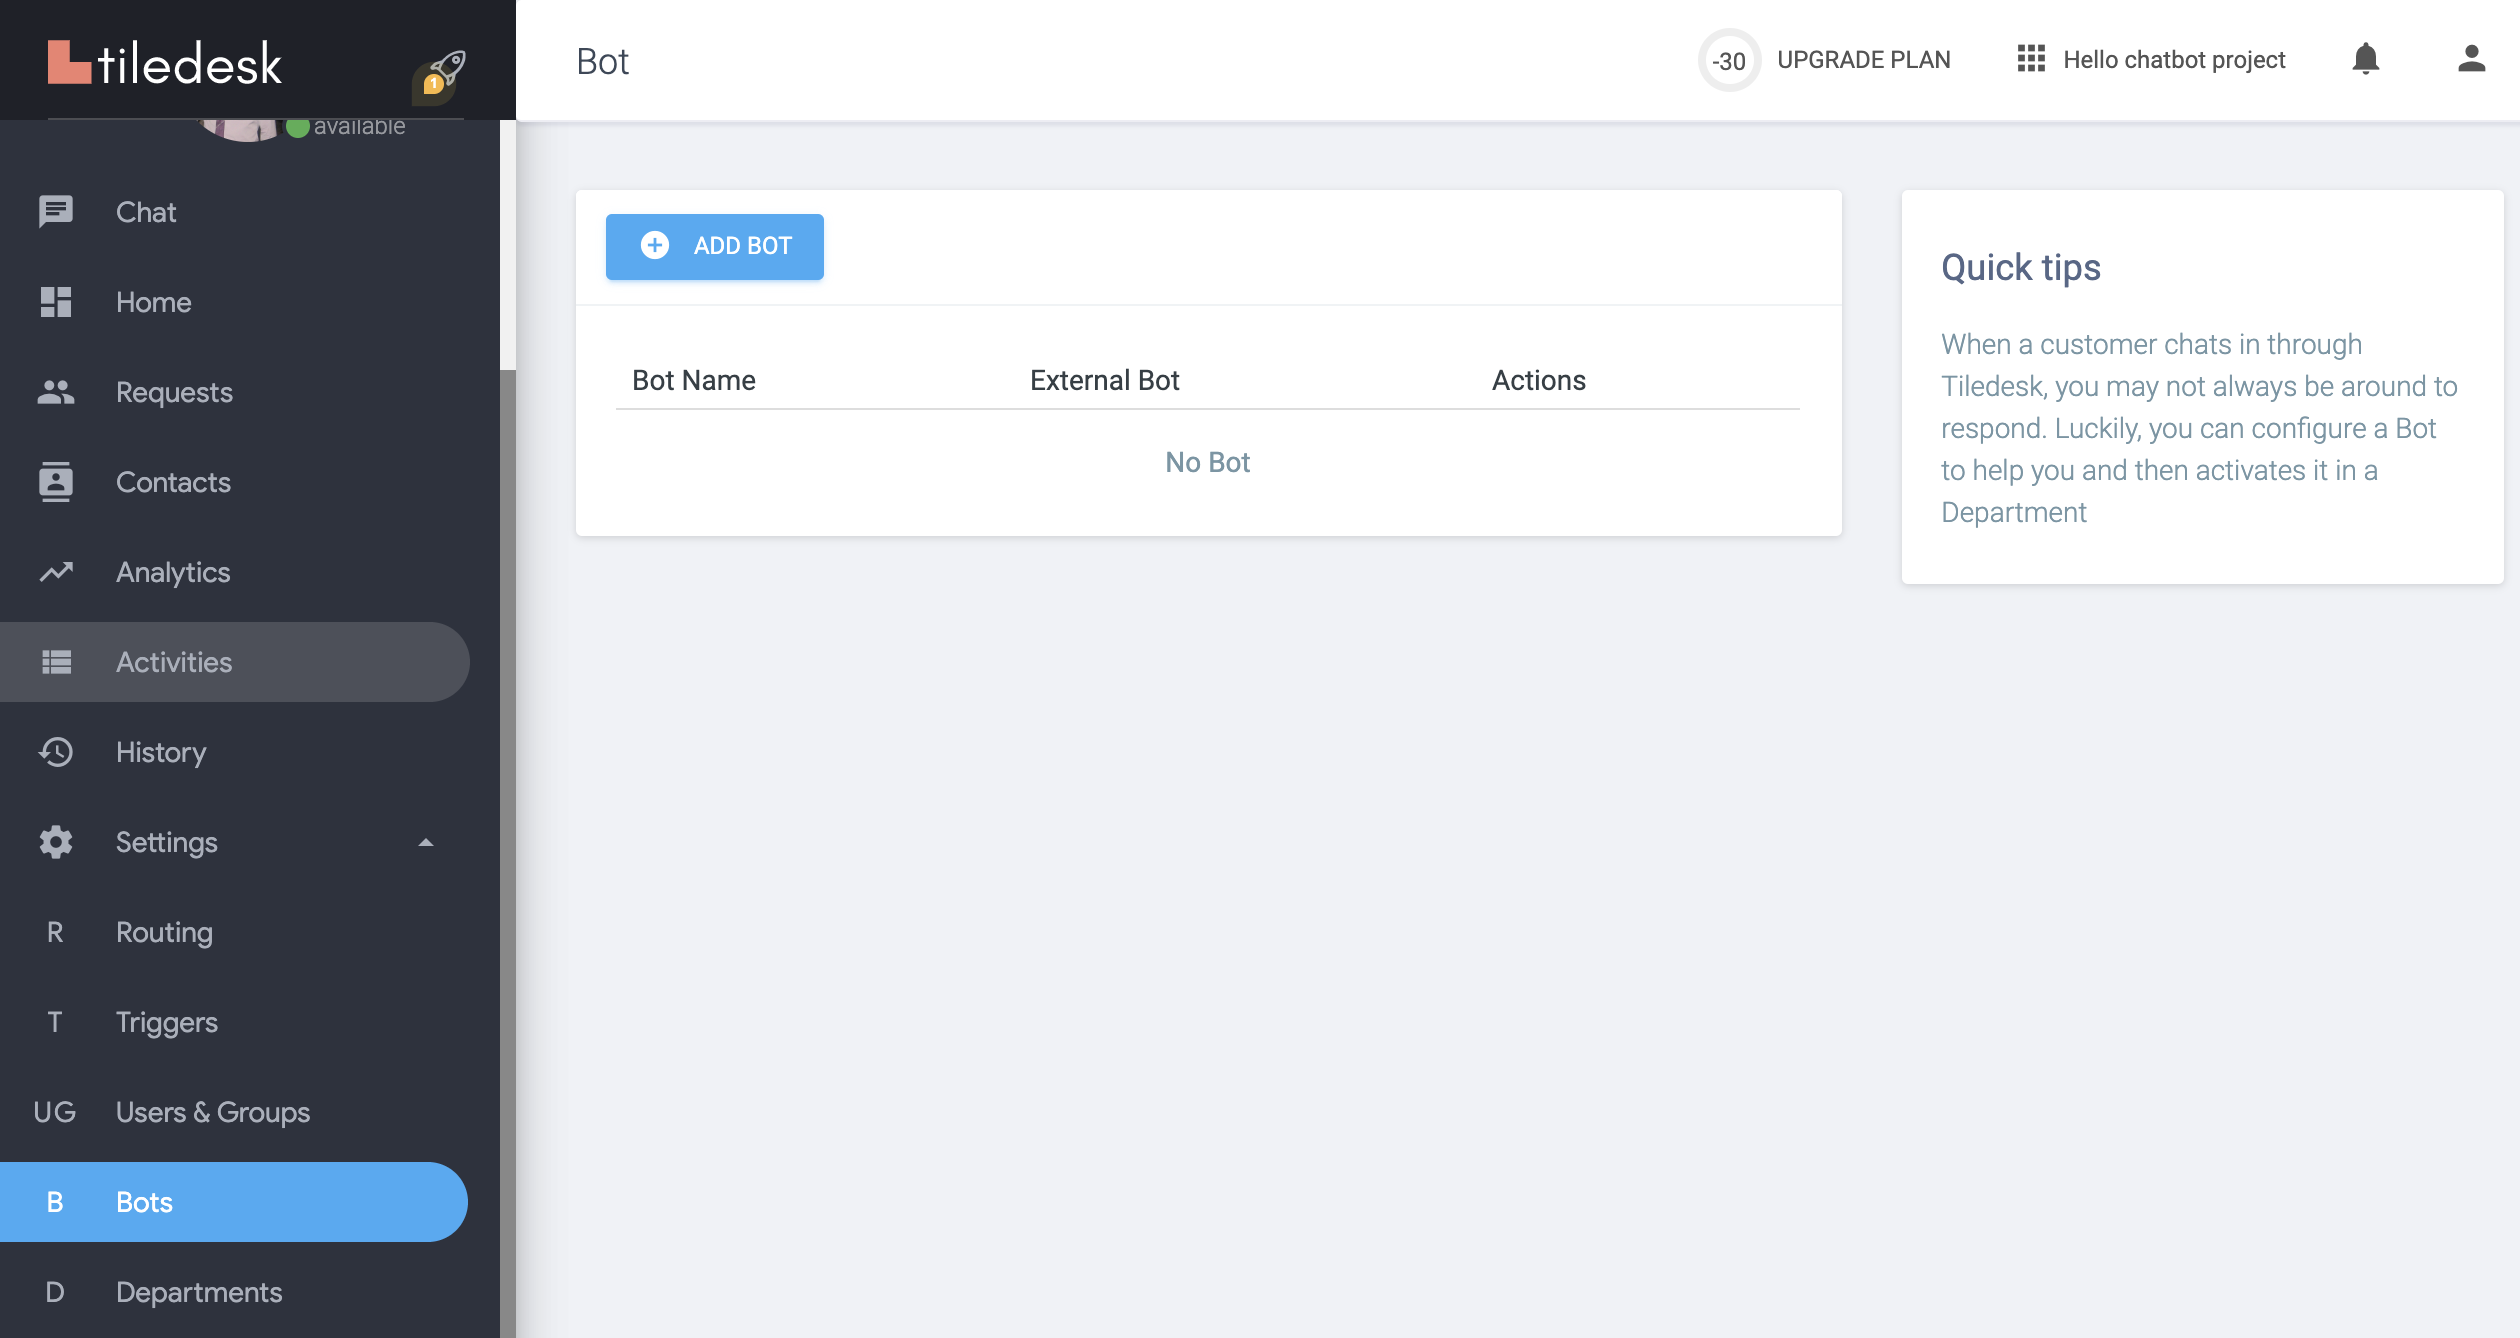 tiledesk
1
available
Chat
Home
Requests
Contacts
Analytics
Activities
History
Settings
R Routing
T Triggers
UG Users & Groups
B Bots
D Departments
Bot
-30 UPGRADE PLAN
Hello chatbot project
ADD BOT
Bot Name External Bot Actions
No Bot
Quick tips
When a customer chats in through
Tiledesk, you may not always be around to
respond. Luckily, you can configure a Bot
to help you and then activates it in a
Department